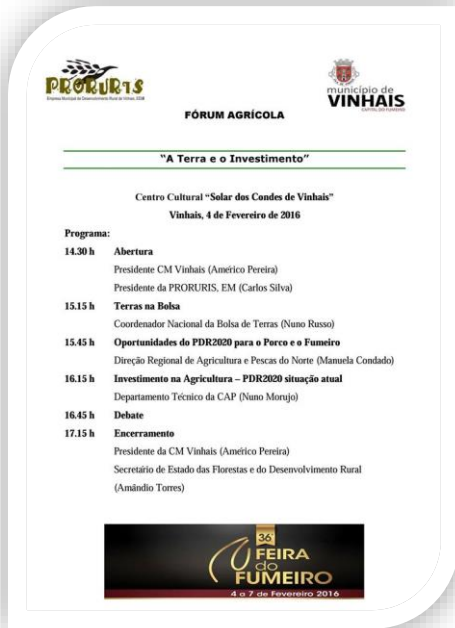 PRORURIS
Empresa Municipal de Desenvolvimento Rural de Vinhais, EEM
município de
VINHAIS
CAPITAL DO FUMEIRO
FÓRUM AGRÍCOLA
"A Terra e o Investimento"
Centro Cultural "Solar dos Condes de Vinhais"
Vinhais, 4 de Fevereiro de 2016
Programa:
14.30 h Abertura
Presidente CM Vinhais (Américo Pereira)
Presidente da PRORURIS, EM (Carlos Silva)
15.15 h Terras na Bolsa
Coordenador Nacional da Bolsa de Terras (Nuno Russo)
15.45 h Oportunidades do PDR2020 para o Porco e o Fumeiro
Direção Regional de Agricultura e Pescas do Norte (Manuela Condado)
16.15 h Investimento na Agricultura – PDR2020 situação atual
Departamento Técnico da CAP (Nuno Morujo)
16.45 h Debate
17.15 h Encerramento
Presidente da CM Vinhais (Américo Pereira)
Secretário de Estado das Florestas e do Desenvolvimento Rural
(Amândio Torres)
36ª
FEIRA
do
FUMEIRO
4 a 7 de Fevereiro 2016